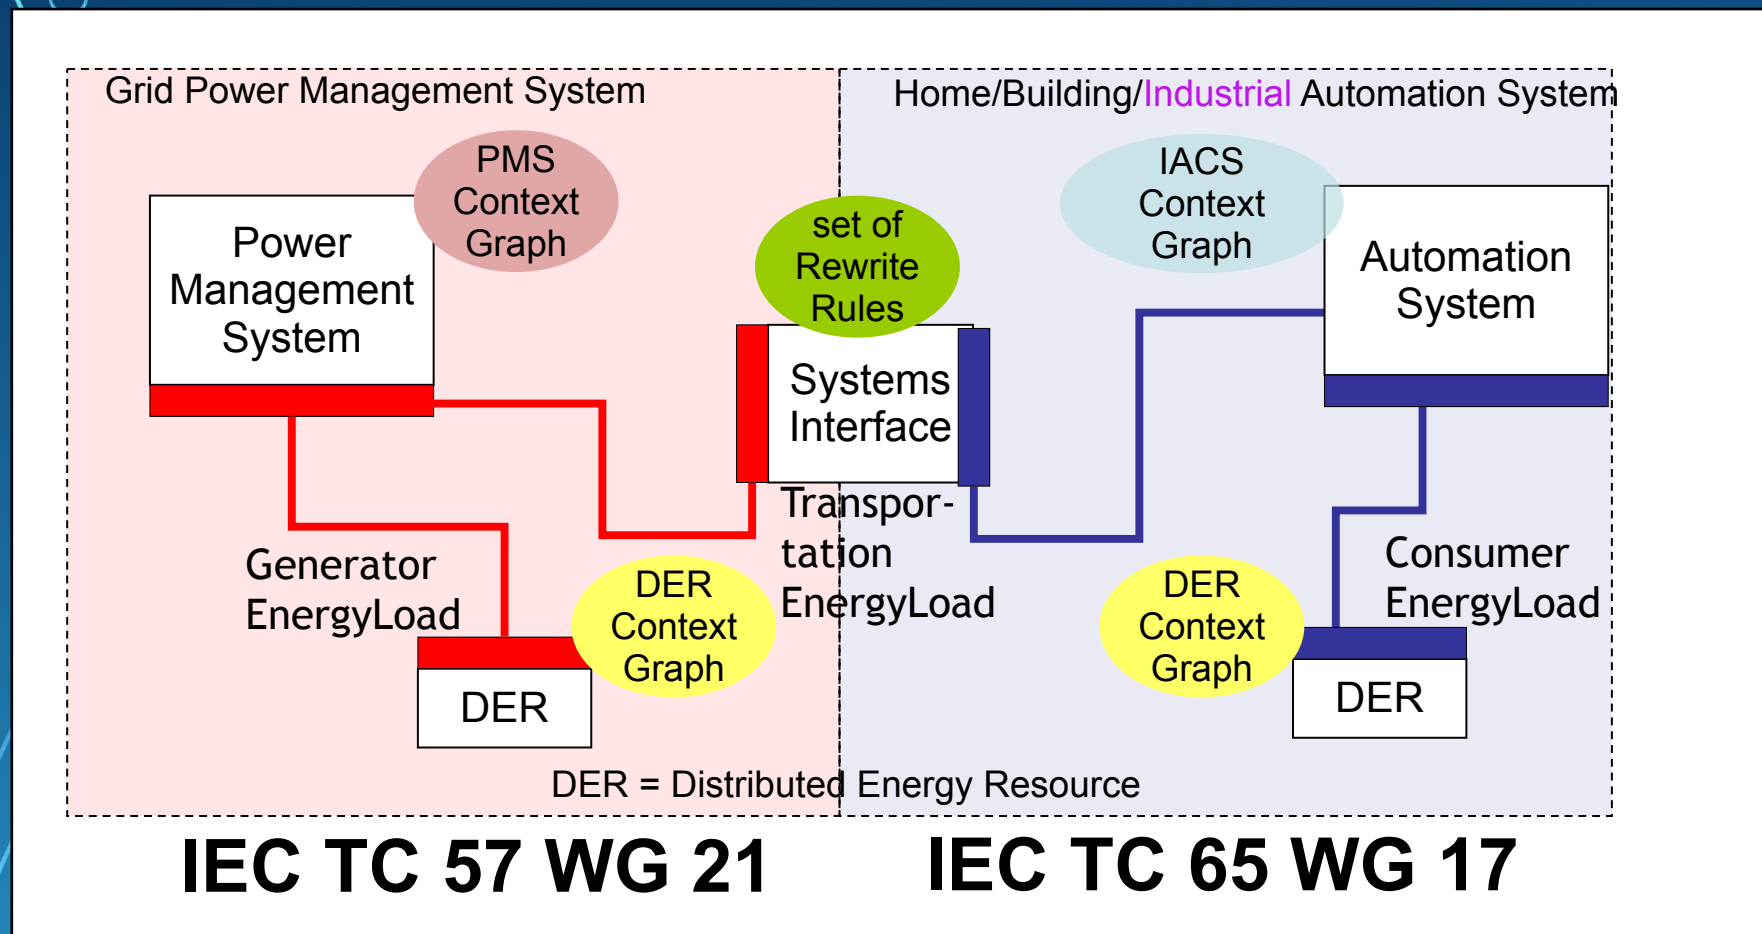 Grid Power Management System
Home/Building/Industrial Automation System
PMS
Context
Graph
IACS
Context
Graph
set of
Rewrite
Rules
Power
Management
System
Automation
System
Systems
Interface
Transpor-
tation
EnergyLoad
Generator
EnergyLoad
DER
Context
Graph
DER
Context
Graph
Consumer
EnergyLoad
DER
DER
DER = Distributed Energy Resource
IEC TC 57 WG 21
IEC TC 65 WG 17